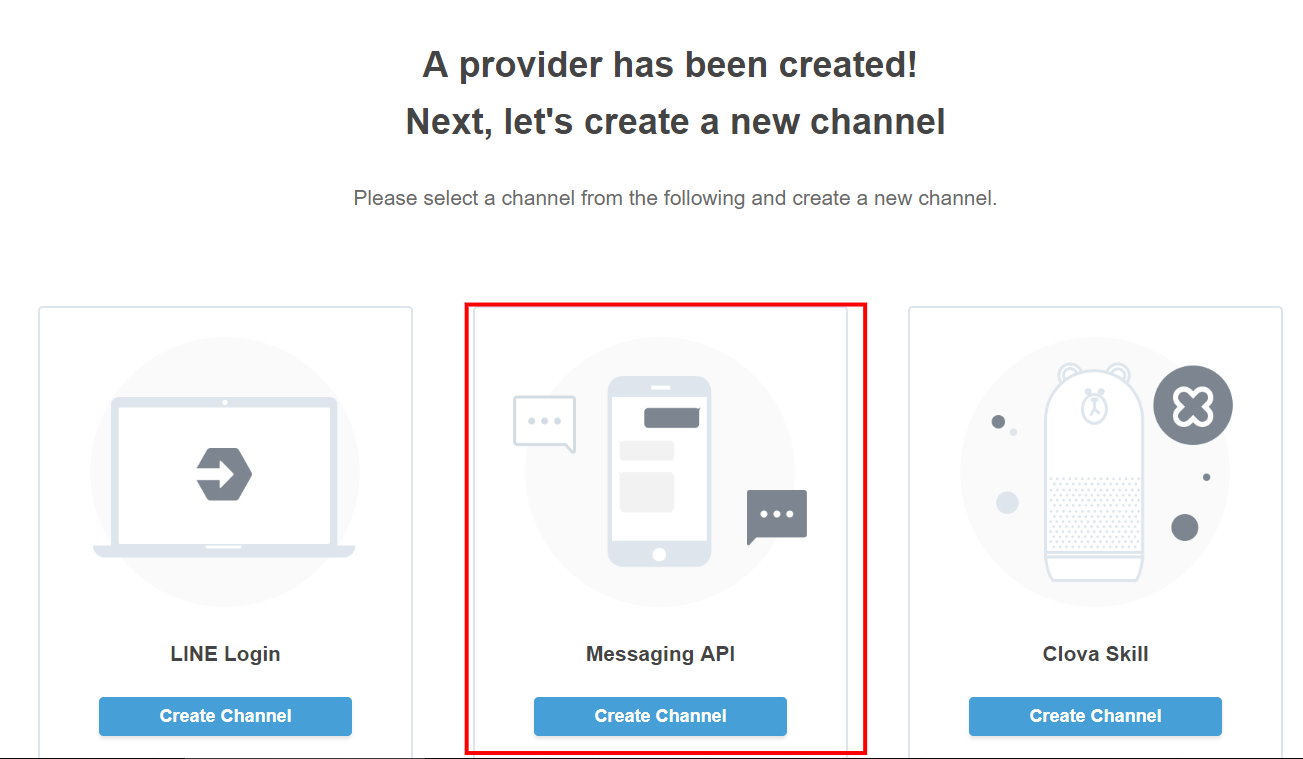 A provider has been created!
Next, let's create a new channel
Please select a channel from the following and create a new channel.
LINE Login
Create Channel
Messaging API
Create Channel
Clova Skill
Create Channel